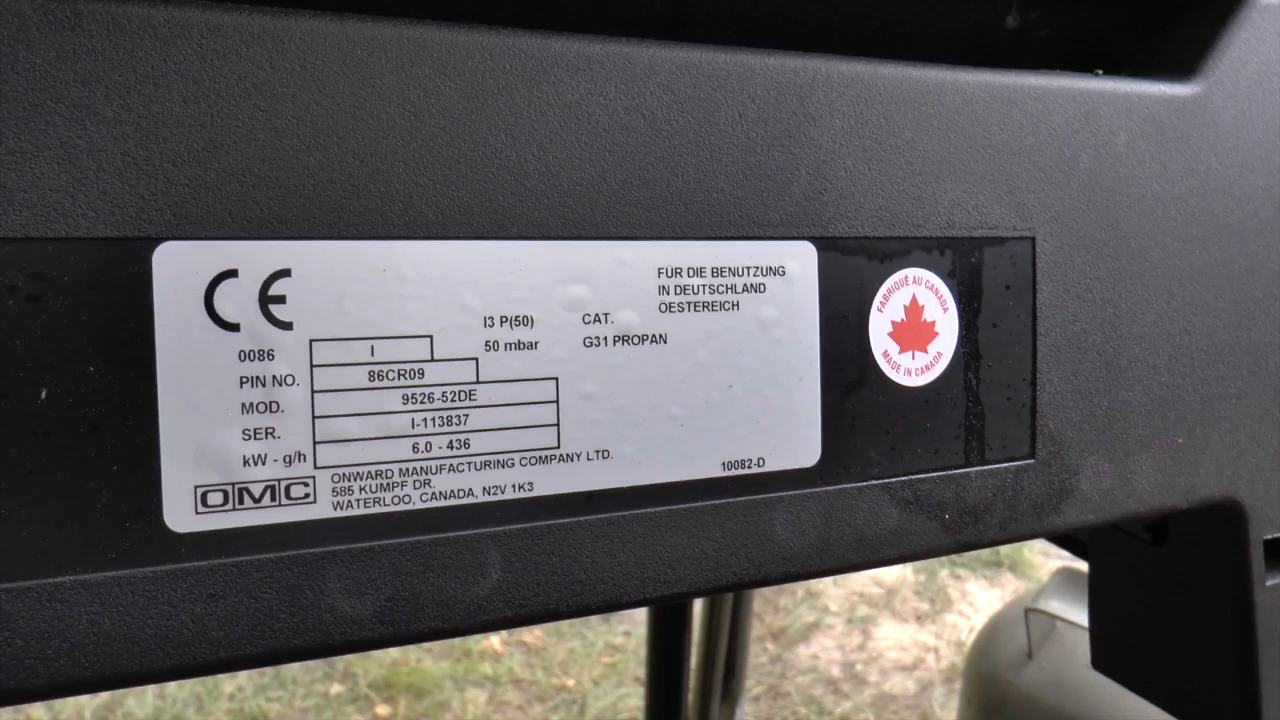 CE
FÜR DIE BENUTZUNG
IN DEUTSCHLAND
ÖESTEREICH
I3 P(50) CAT.
50 mbar G31 PROPAN
0086 I
PIN NO. 86CR09
MOD. 9526-52DE
SER. I-113837
kW - g/h 6.0 - 436
OMC
ONWARD MANUFACTURING COMPANY LTD.
585 KUMPF DR.
WATERLOO, CANADA, N2V 1K3
10082-D
FABRIQUÉ AU CANADA
MADE IN CANADA